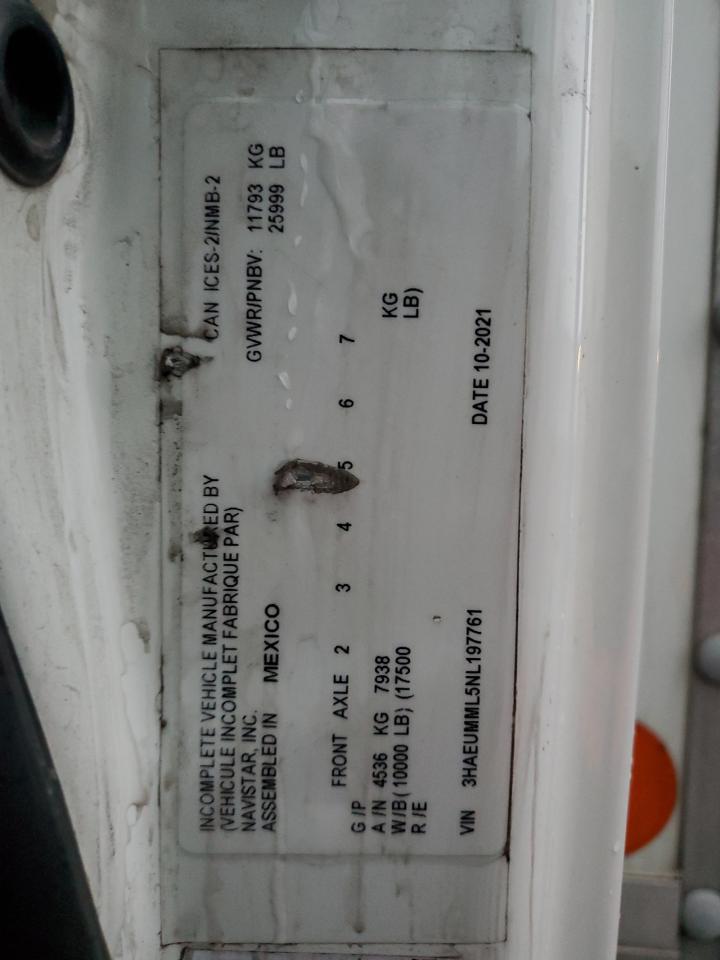 INCOMPLETE VEHICLE MANUFACTURED BY
(VEHICULE INCOMPLET FABRIQUE PAR) CAN ICES-2/NMB-2
NAVISTAR, INC. GVWR/PNBV: 11793 KG
ASSEMBLED IN MEXICO 25999 LB
FRONT AXLE 2 3 4 5 6 7
G /P
A /N 4536 KG 7938 KG
W/B( 10000 LB) (17500 LB)
R /E
VIN 3HAEUMML5NL197761 DATE 10-2021